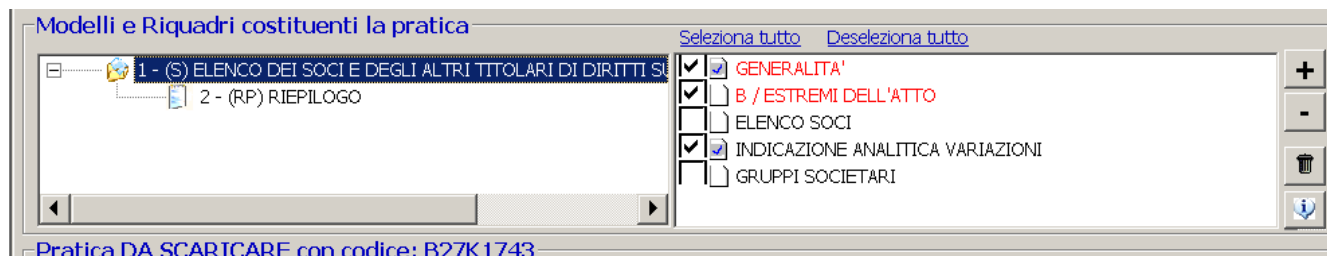 Modelli e Riquadri costituenti la pratica
Seleziona tutto Deseleziona tutto
1 - (S) ELENCO DEI SOCI E DEGLI ALTRI TITOLARI DI DIRITTI SU
2 - (RP) RIEPILOGO
GENERALITA'
B / ESTREMI DELL'ATTO
ELENCO SOCI
INDICAZIONE ANALITICA VARIAZIONI
GRUPPI SOCIETARI
Pratica DA SCARICARE con codice: B27K1743